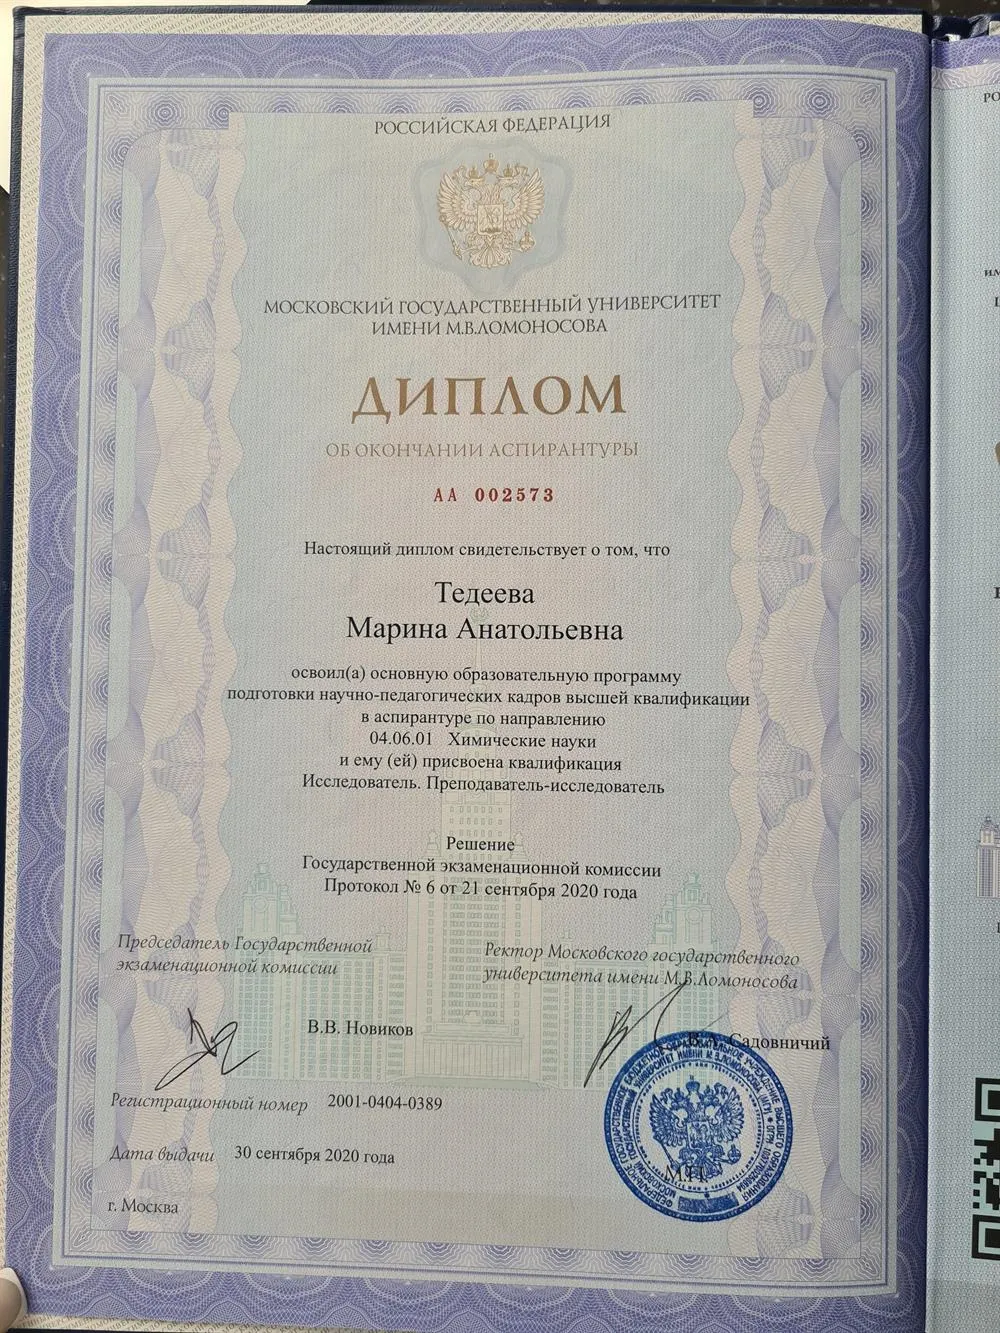 РОССИЙСКАЯ ФЕДЕРАЦИЯ
МОСКОВСКИЙ ГОСУДАРСТВЕННЫЙ УНИВЕРСИТЕТ
ИМЕНИ М.В.ЛОМОНОСОВА
ДИПЛОМ
ОБ ОКОНЧАНИИ АСПИРАНТУРЫ
АА 002573
Настоящий диплом свидетельствует о том, что
Тедеева
Марина Анатольевна
освоил(а) основную образовательную программу
подготовки научно-педагогических кадров высшей квалификации
в аспирантуре по направлению
04.06.01 Химические науки
и ему (ей) присвоена квалификация
Исследователь. Преподаватель-исследователь
Решение
Государственной экзаменационной комиссии
Протокол № 6 от 21 сентября 2020 года
Председатель Государственной
экзаменационной комиссии
В.В. Новиков
Ректор Московского государственного
университета имени М.В.Ломоносова
В.А. Садовничий
Регистрационный номер 2001-0404-0389
Дата выдачи 30 сентября 2020 года
М.П.
г. Москва